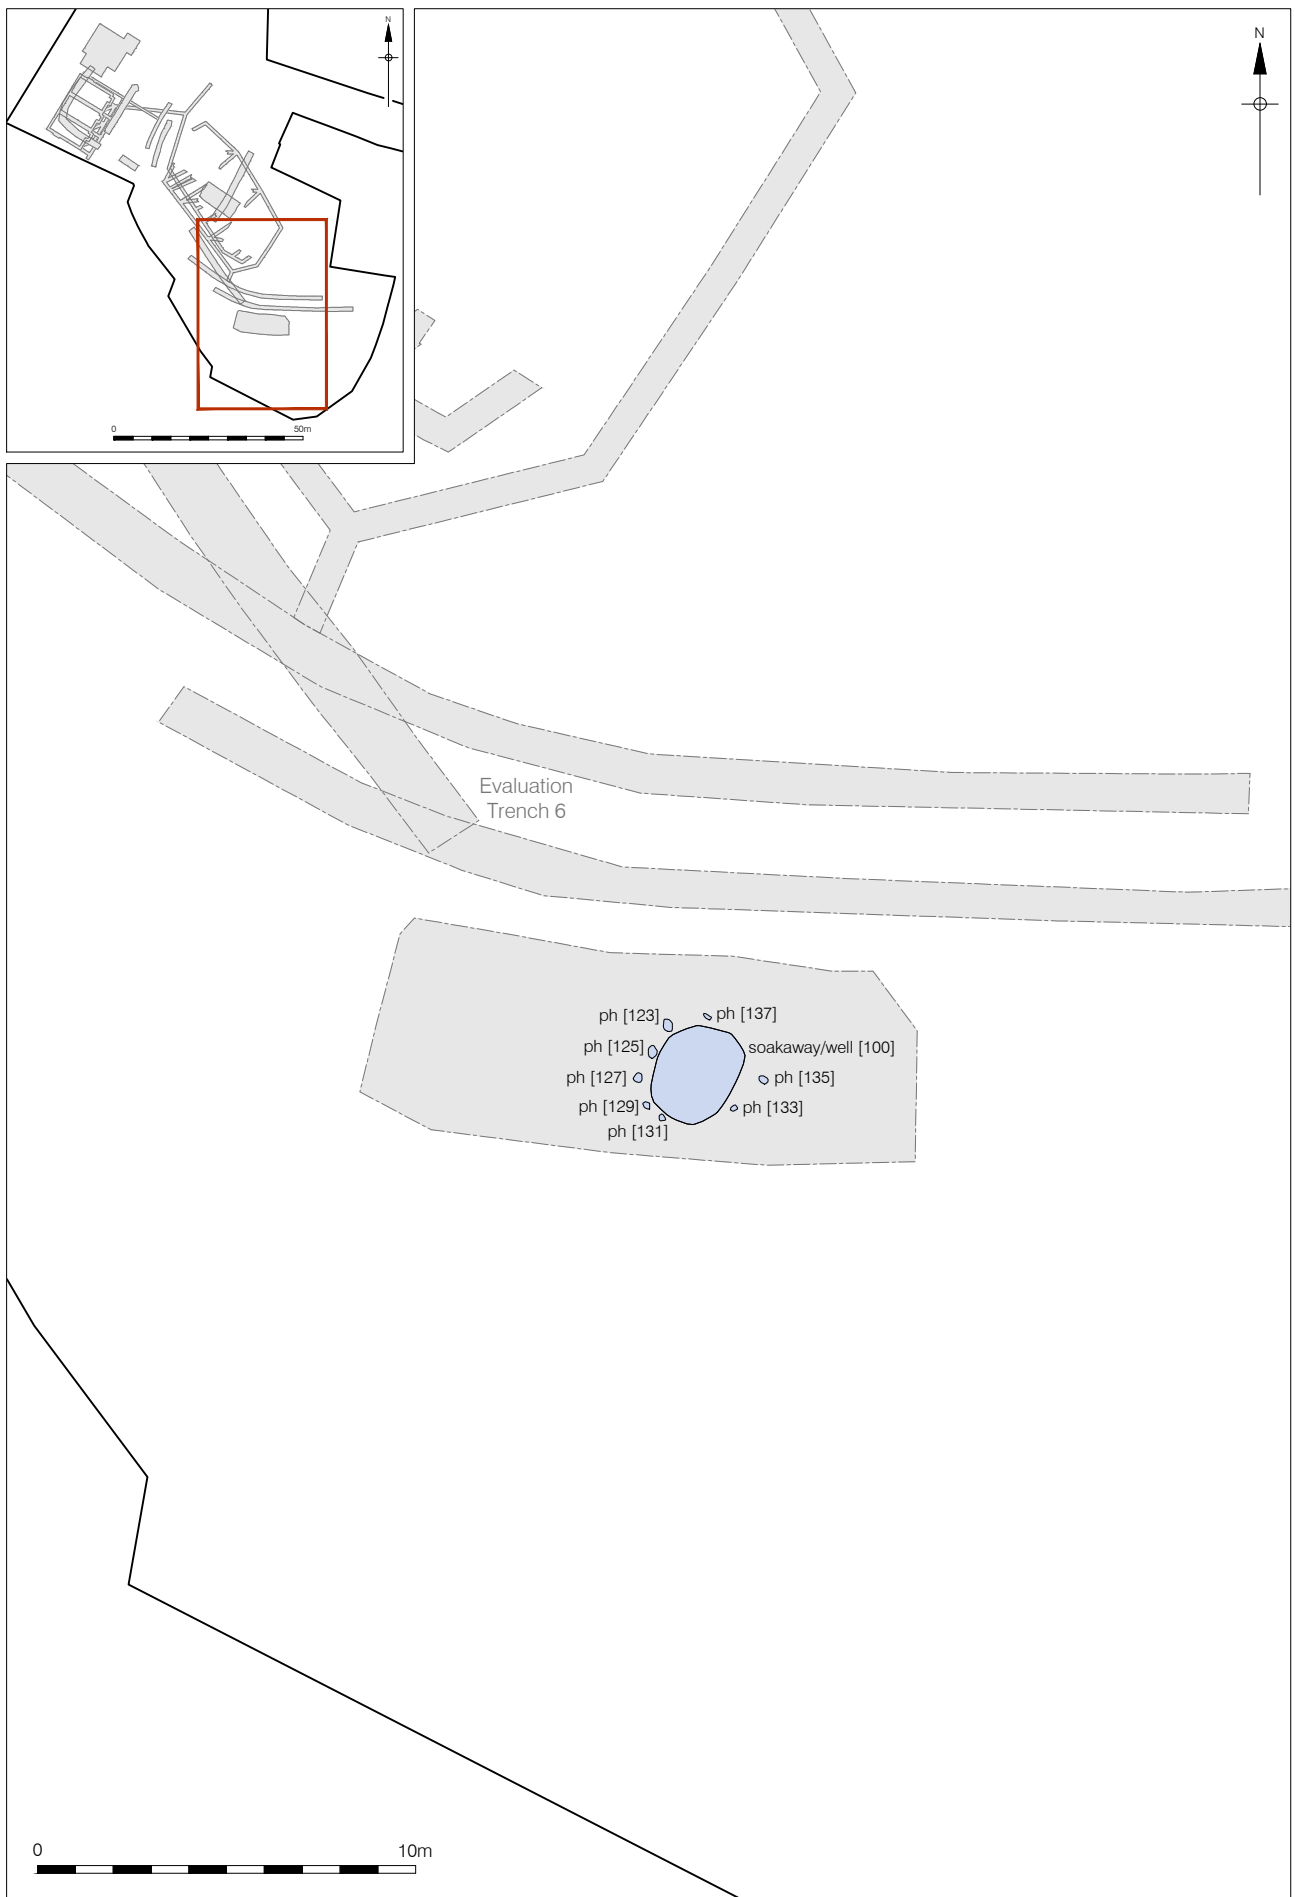 N
0 50m
N
Evaluation
Trench 6
ph [123]
ph [137]
ph [125]
soakaway/well [100]
ph [127]
ph [135]
ph [129]
ph [133]
ph [131]
0 10m